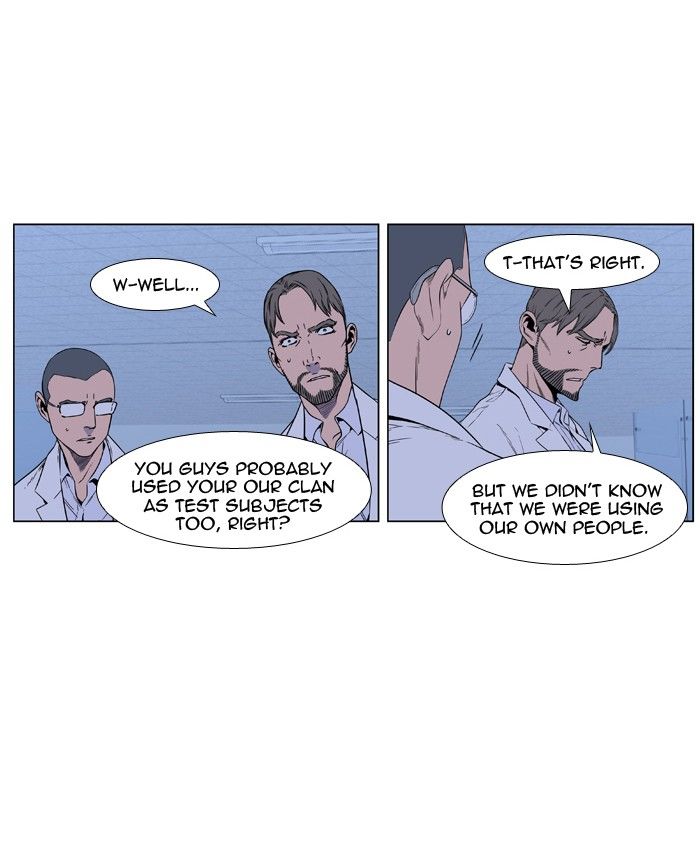 W-WELL...
YOU GUYS PROBABLY
USED YOUR OUR CLAN
AS TEST SUBJECTS
TOO, RIGHT?
T-THAT'S RIGHT.
BUT WE DIDN'T KNOW
THAT WE WERE USING
OUR OWN PEOPLE.